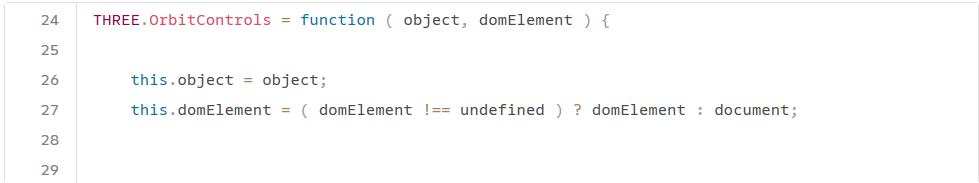 24 THREE.OrbitControls = function ( object, domElement ) {
25
26 this.object = object;
27 this.domElement = ( domElement !== undefined ) ? domElement : document;
28
29